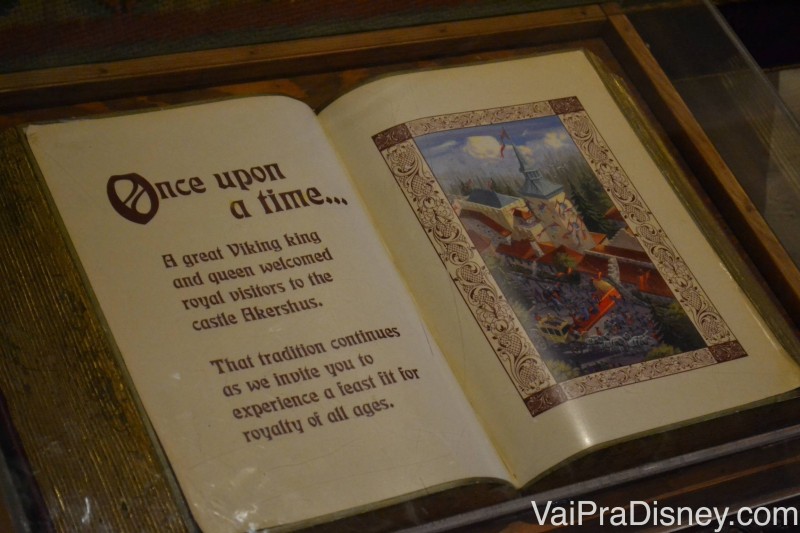 Once upon
a time...
A great Viking king
and queen welcomed
royal visitors to the
castle Akershus.
That tradition continues
as we invite you to
experience a feast fit for
royalty of all ages.
VaiPraDisney.com!